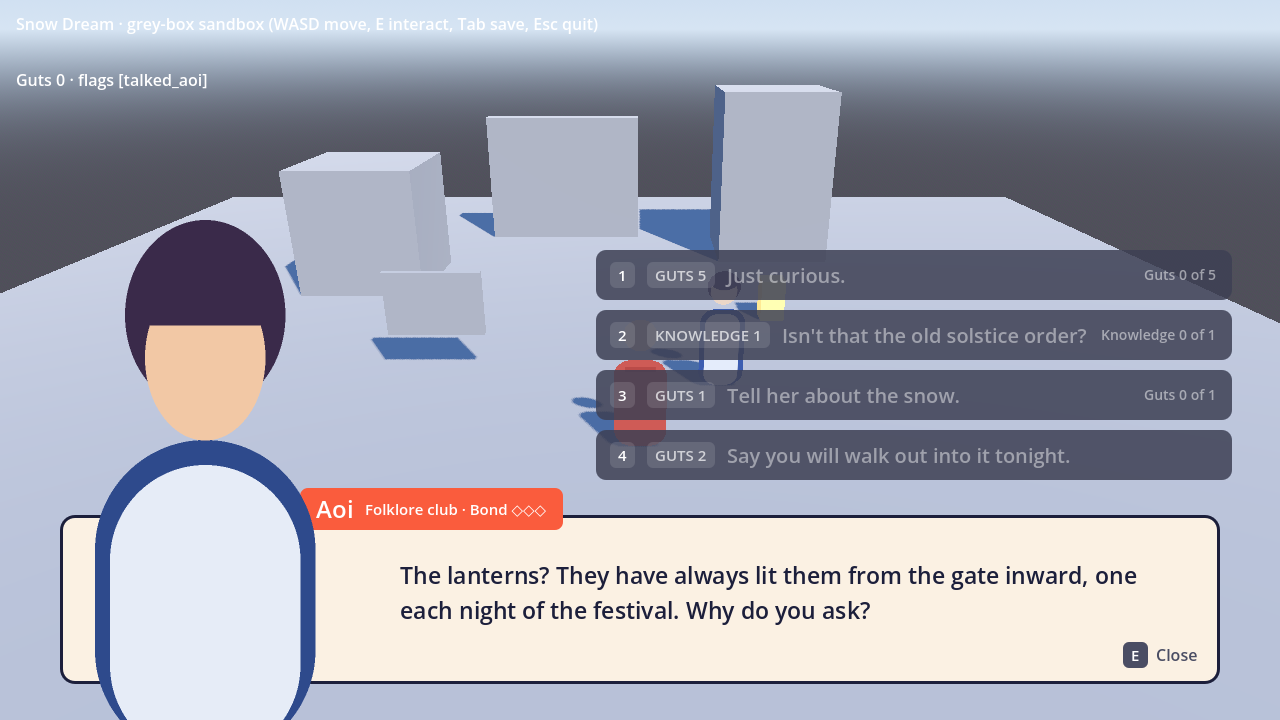 Snow Dream · grey-box sandbox (WASD move, E interact, Tab save, Esc quit)
Guts 0 · flags [talked_aoi]
1 GUTS 5 Just curious. Guts 0 of 5
2 KNOWLEDGE 1 Isn't that the old solstice order? Knowledge 0 of 1
3 GUTS 1 Tell her about the snow. Guts 0 of 1
4 GUTS 2 Say you will walk out into it tonight.
Aoi Folklore club · Bond ◇◇◇
The lanterns? They have always lit them from the gate inward, one
each night of the festival. Why do you ask?
E Close